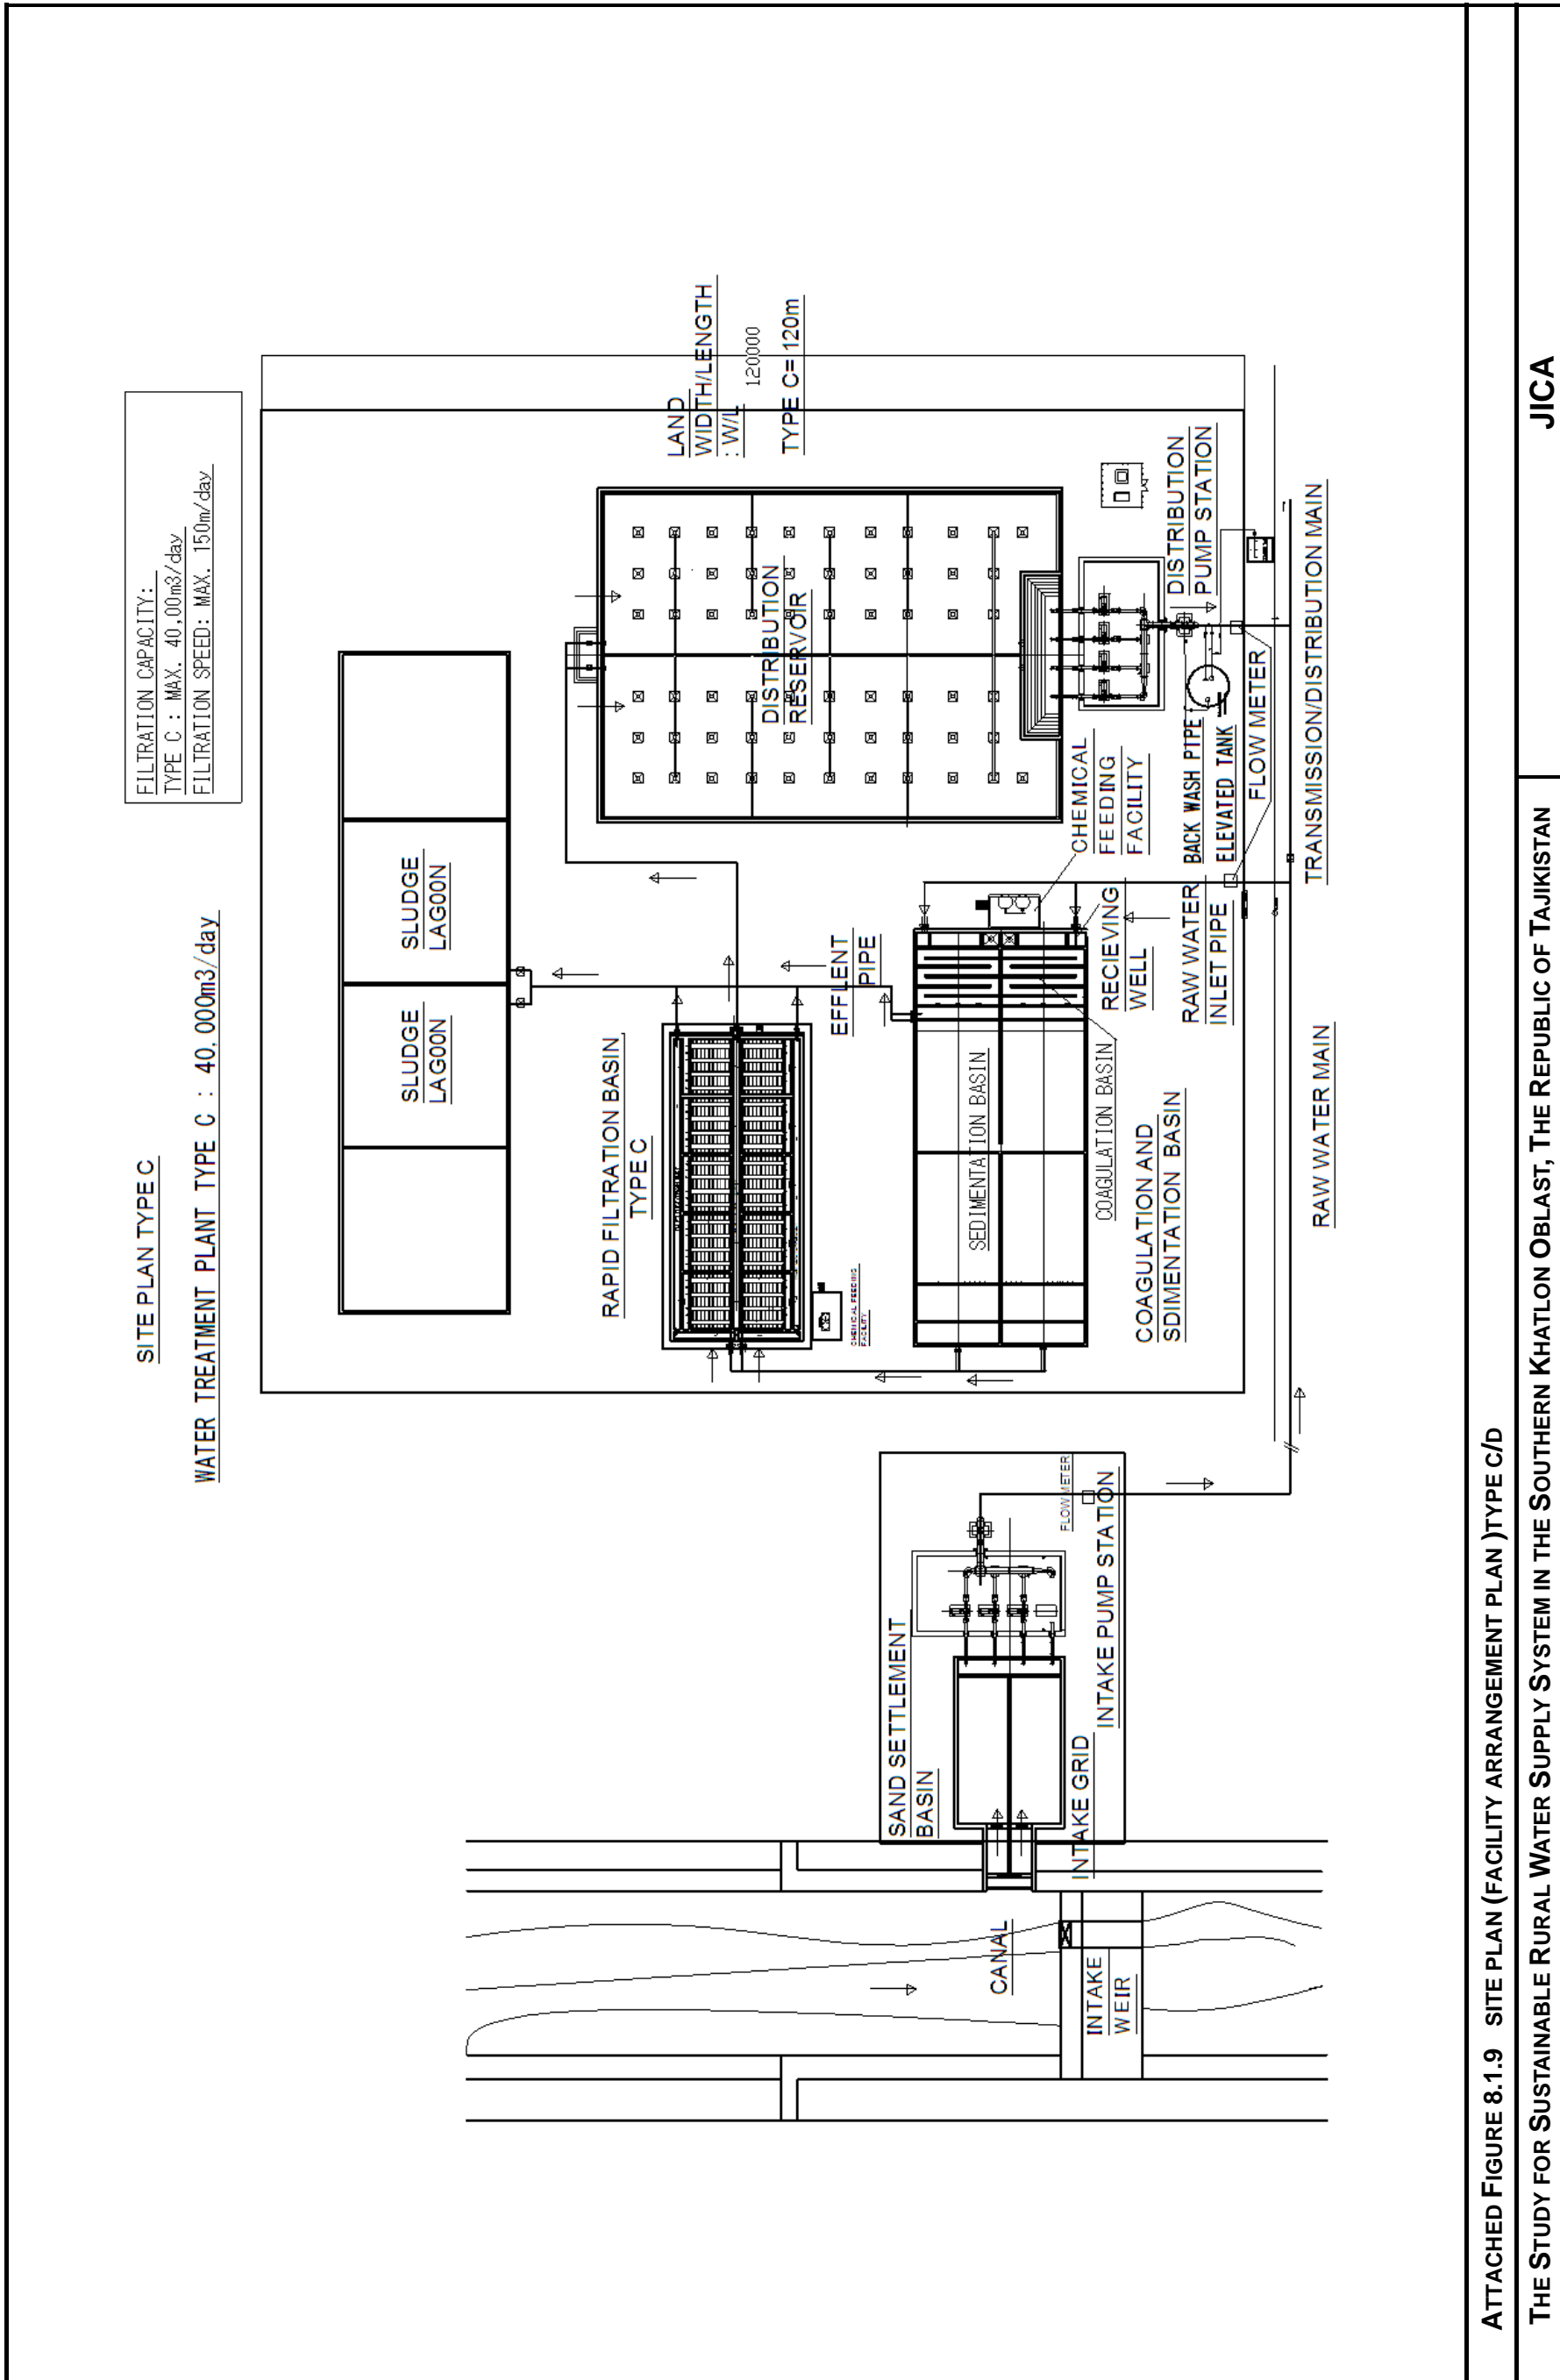 SITE PLAN TYPE C
WATER TREATMENT PLANT TYPE C : 40,000m3/day
FILTRATION CAPACITY:
TYPE C : MAX. 40,00m3/day
FILTRATION SPEED: MAX. 150m/day
SLUDGE
LAGOON
SLUDGE
LAGOON
RAPID FILTRATION BASIN
TYPE C
CHEMICAL FEEDING
FACILITY
EFFLENT
PIPE
DISTRIBUTION
RESERVOIR
LAND
WIDTH/LENGTH
: W/L
120000
TYPE C= 120m
SEDIMENTATION BASIN
COAGULATION BASIN
COAGULATION AND
SDIMENTATION BASIN
RECIEVING
WELL
RAW WATER
INLET PIPE
CHEMICAL
FEEDING
FACILITY
BACK WASH PIPE
ELEVATED TANK
FLOW METER
DISTRIBUTION
PUMP STATION
TRANSMISSION/DISTRIBUTION MAIN
RAW WATER MAIN
SAND SETTLEMENT
BASIN
FLOW METER
INTAKE PUMP STATION
INTAKE GRID
CANAL
INTAKE
WEIR
ATTACHED FIGURE 8.1.9 SITE PLAN (FACILITY ARRANGEMENT PLAN )TYPE C/D
THE STUDY FOR SUSTAINABLE RURAL WATER SUPPLY SYSTEM IN THE SOUTHERN KHATLON OBLAST, THE REPUBLIC OF TAJIKISTAN
JICA